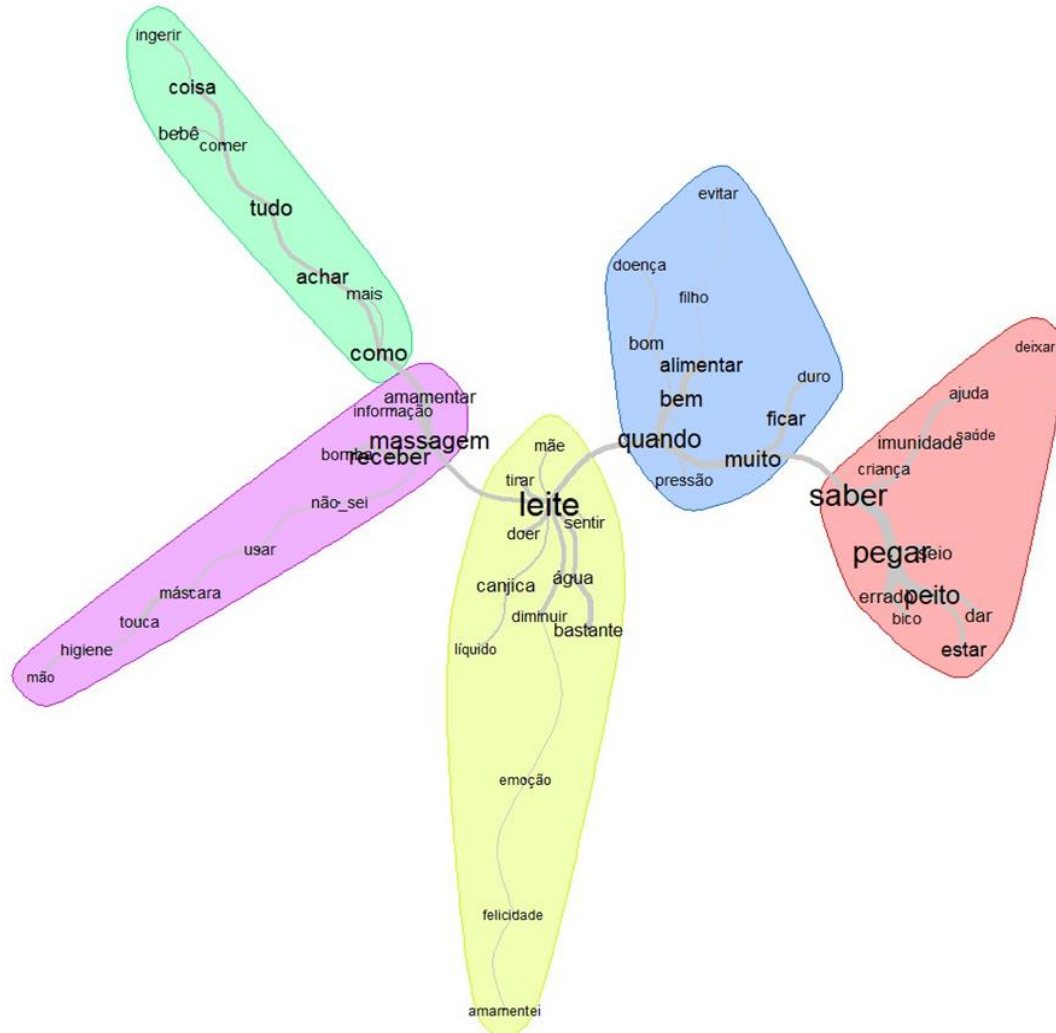 ingerir
coisa
bebê
comer
tudo
achar
mais
como
amamentar
informação
massagem
bomba
receber
não_sei
usar
máscara
touca
higiene
mão
mãe
tirar
leite
sentir
doer
água
canjica
diminuir
bastante
líquido
emoção
felicidade
amamentei
evitar
doença
filho
bom
alimentar
duro
bem
ficar
quando
muito
pressão
deixar
ajuda
imunidade
saúde
criança
saber
pegar
seio
errado
peito
bico
dar
estar